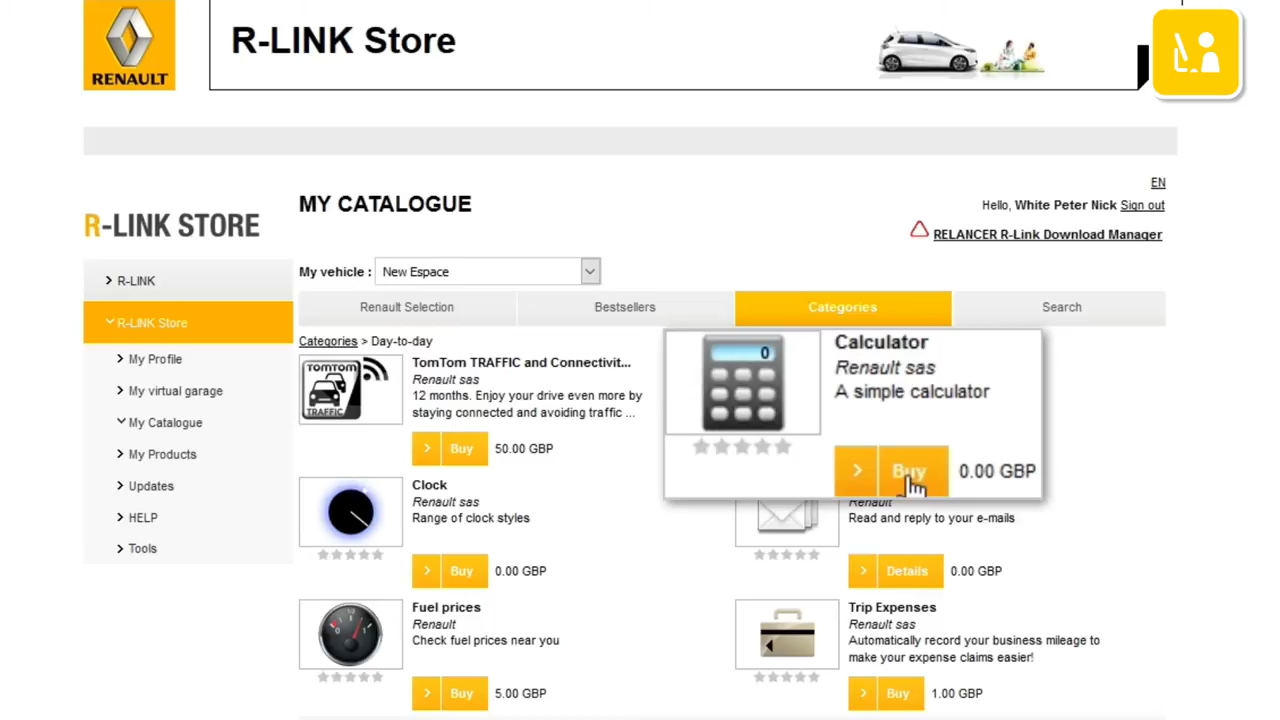 RENAULT
R-LINK Store
EN
MY CATALOGUE
Hello, White Peter Nick Sign out
RELANCER R-Link Download Manager
R-LINK STORE
My vehicle : New Espace
R-LINK
R-LINK Store
My Profile
My virtual garage
My Catalogue
My Products
Updates
HELP
Tools
Renault Selection
Bestsellers
Categories
Search
Categories > Day-to-day
TOMTOM
TRAFFIC
TomTom TRAFFIC and Connectivit...
Renault sas
12 months. Enjoy your drive even more by
staying connected and avoiding traffic ...
Buy 50.00 GBP
0
Calculator
Renault sas
A simple calculator
Buy 0.00 GBP
Clock
Renault sas
Range of clock styles
Buy 0.00 GBP
Renault
Read and reply to your e-mails
Details 0.00 GBP
Fuel prices
Renault
Check fuel prices near you
Buy 5.00 GBP
Trip Expenses
Renault sas
Automatically record your business mileage to
make your expense claims easier!
Buy 1.00 GBP